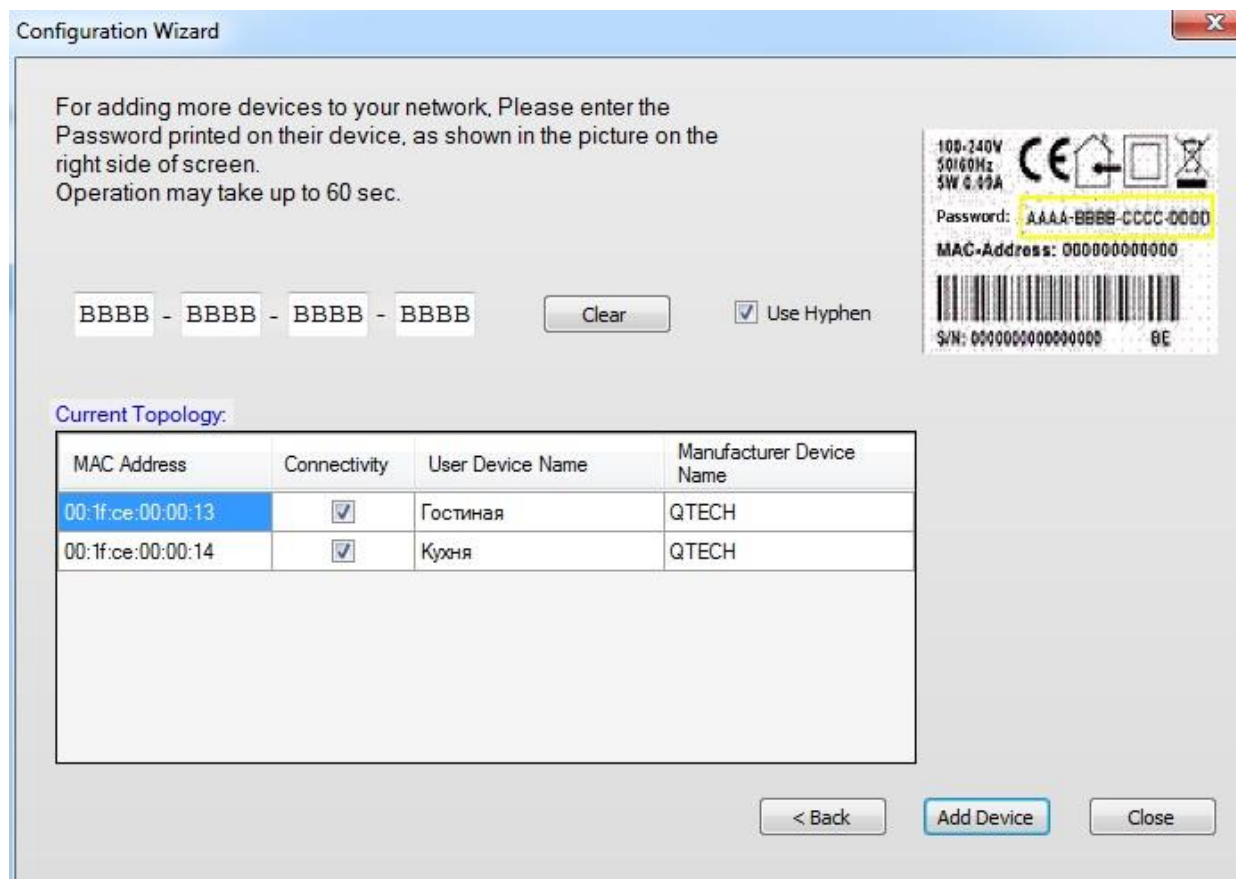 Configuration Wizard
For adding more devices to your network, Please enter the
Password printed on their device, as shown in the picture on the
right side of screen.
Operation may take up to 60 sec.
100-240V
50/60Hz
5W 0.09A
CE
Password: AAAA-BBBB-CCCC-DDDD
MAC-Address: 000000000000
S/N: 0000000000000000 BE
BBBB - BBBB - BBBB - BBBB Clear Use Hyphen
Current Topology:
MAC Address Connectivity User Device Name Manufacturer Device
Name
00:1f:ce:00:00:13 Гостиная QTECH
00:1f:ce:00:00:14 Кухня QTECH
< Back Add Device Close